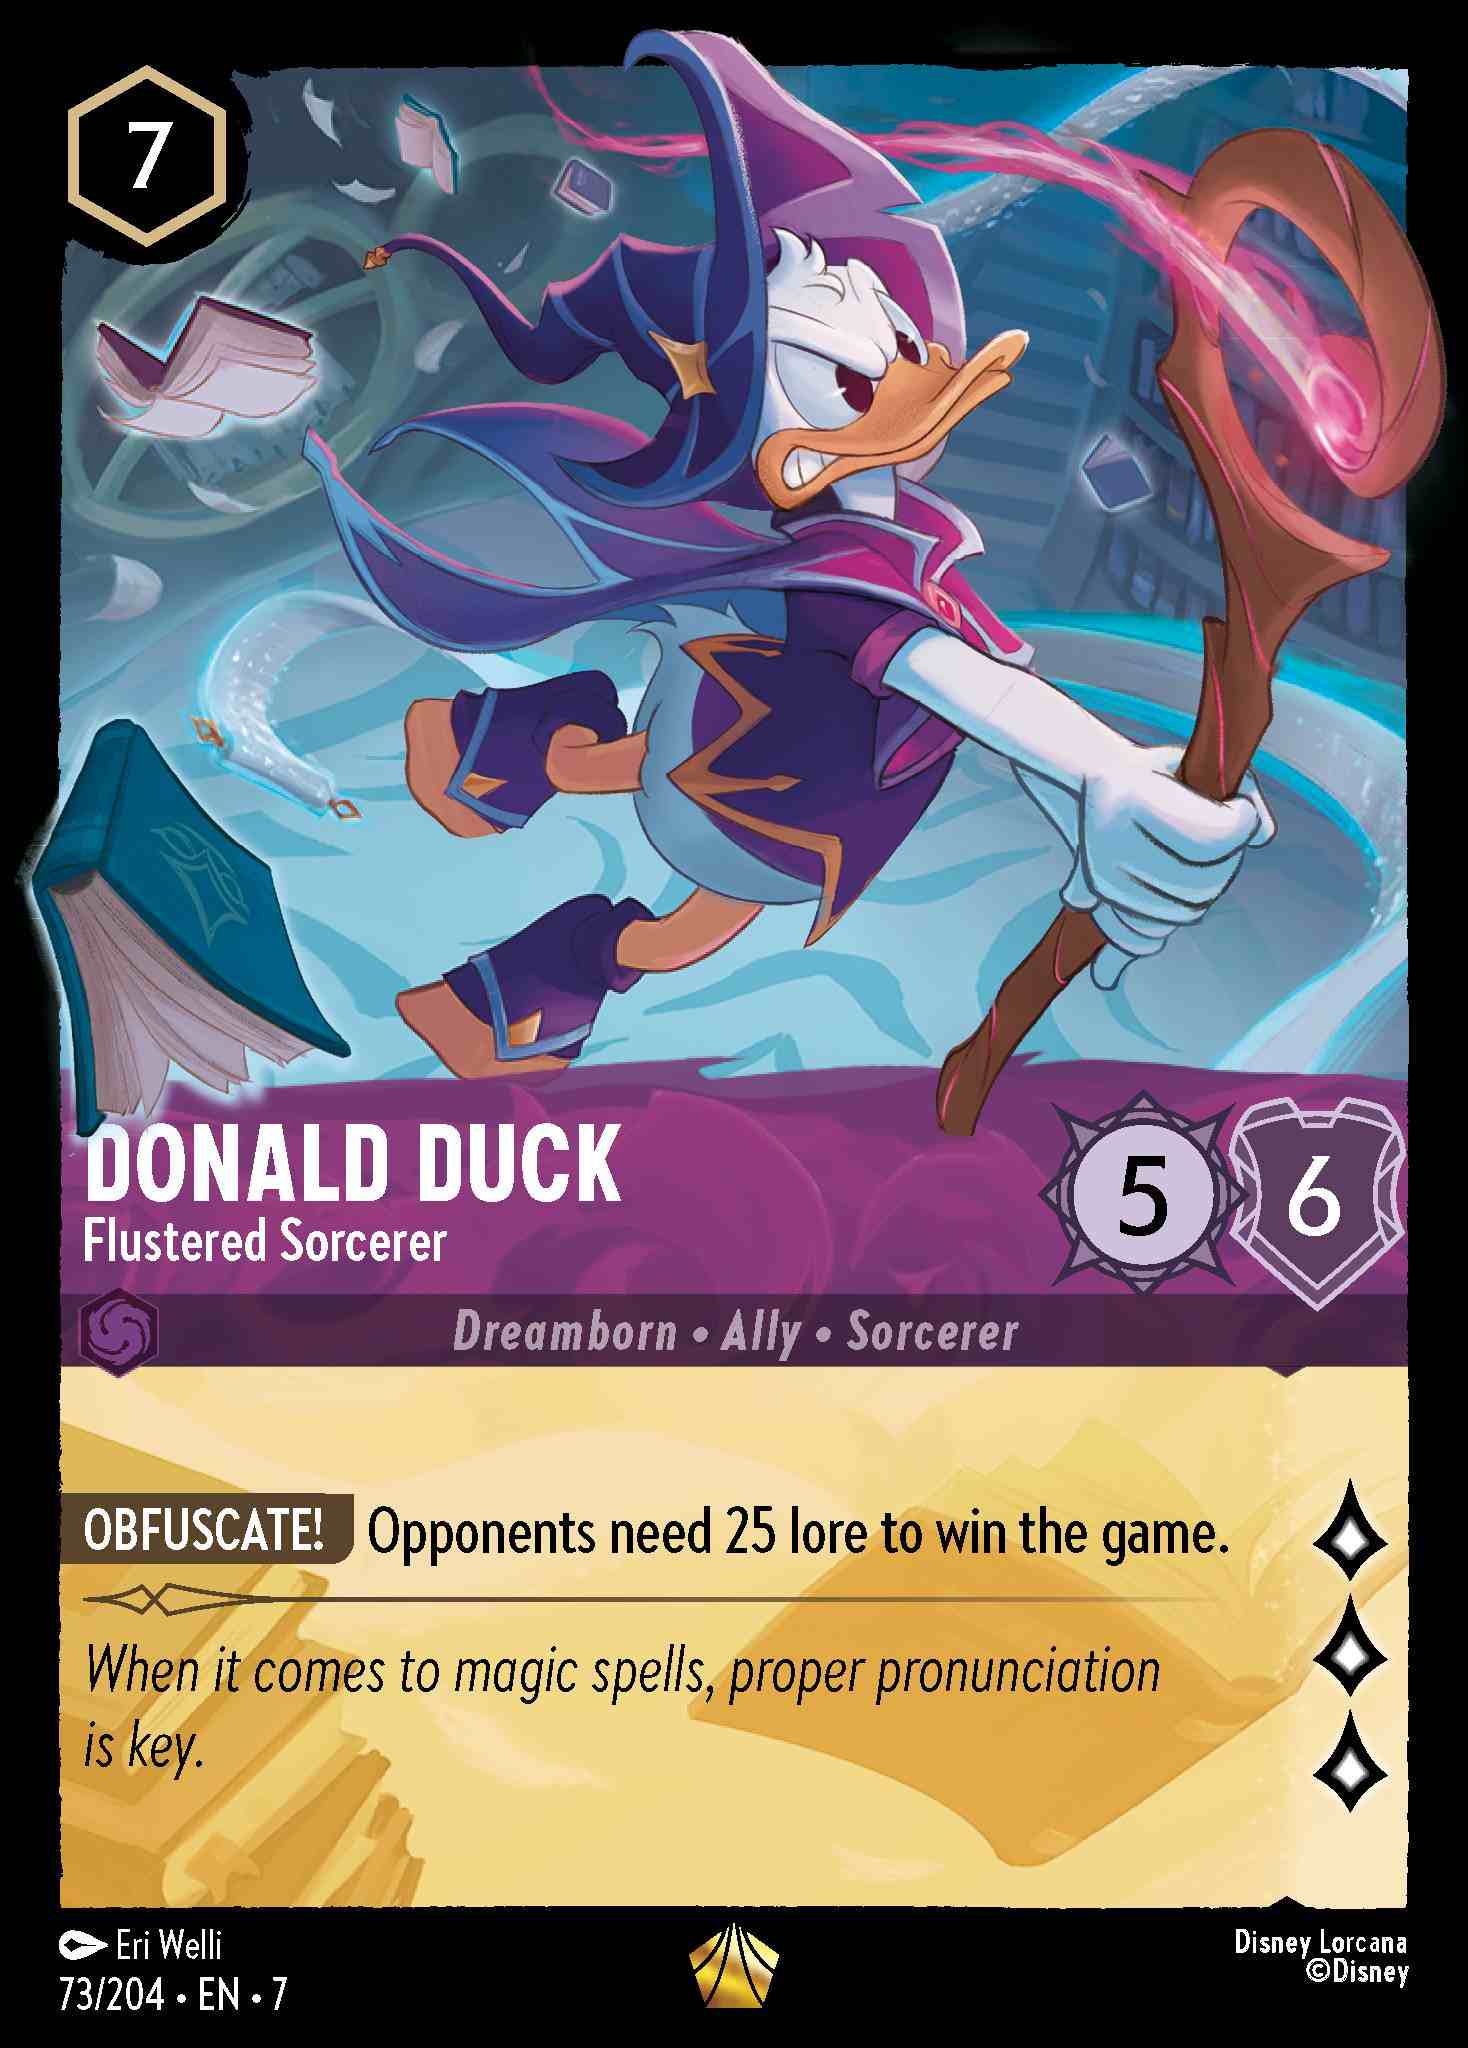 7
DONALD DUCK
Flustered Sorcerer
5
6
Dreamborn • Ally • Sorcerer
OBFUSCATE! Opponents need 25 lore to win the game.
When it comes to magic spells, proper pronunciation
is key.
Eri Welli
73/204 • EN • 7
Disney Lorcana
©Disney